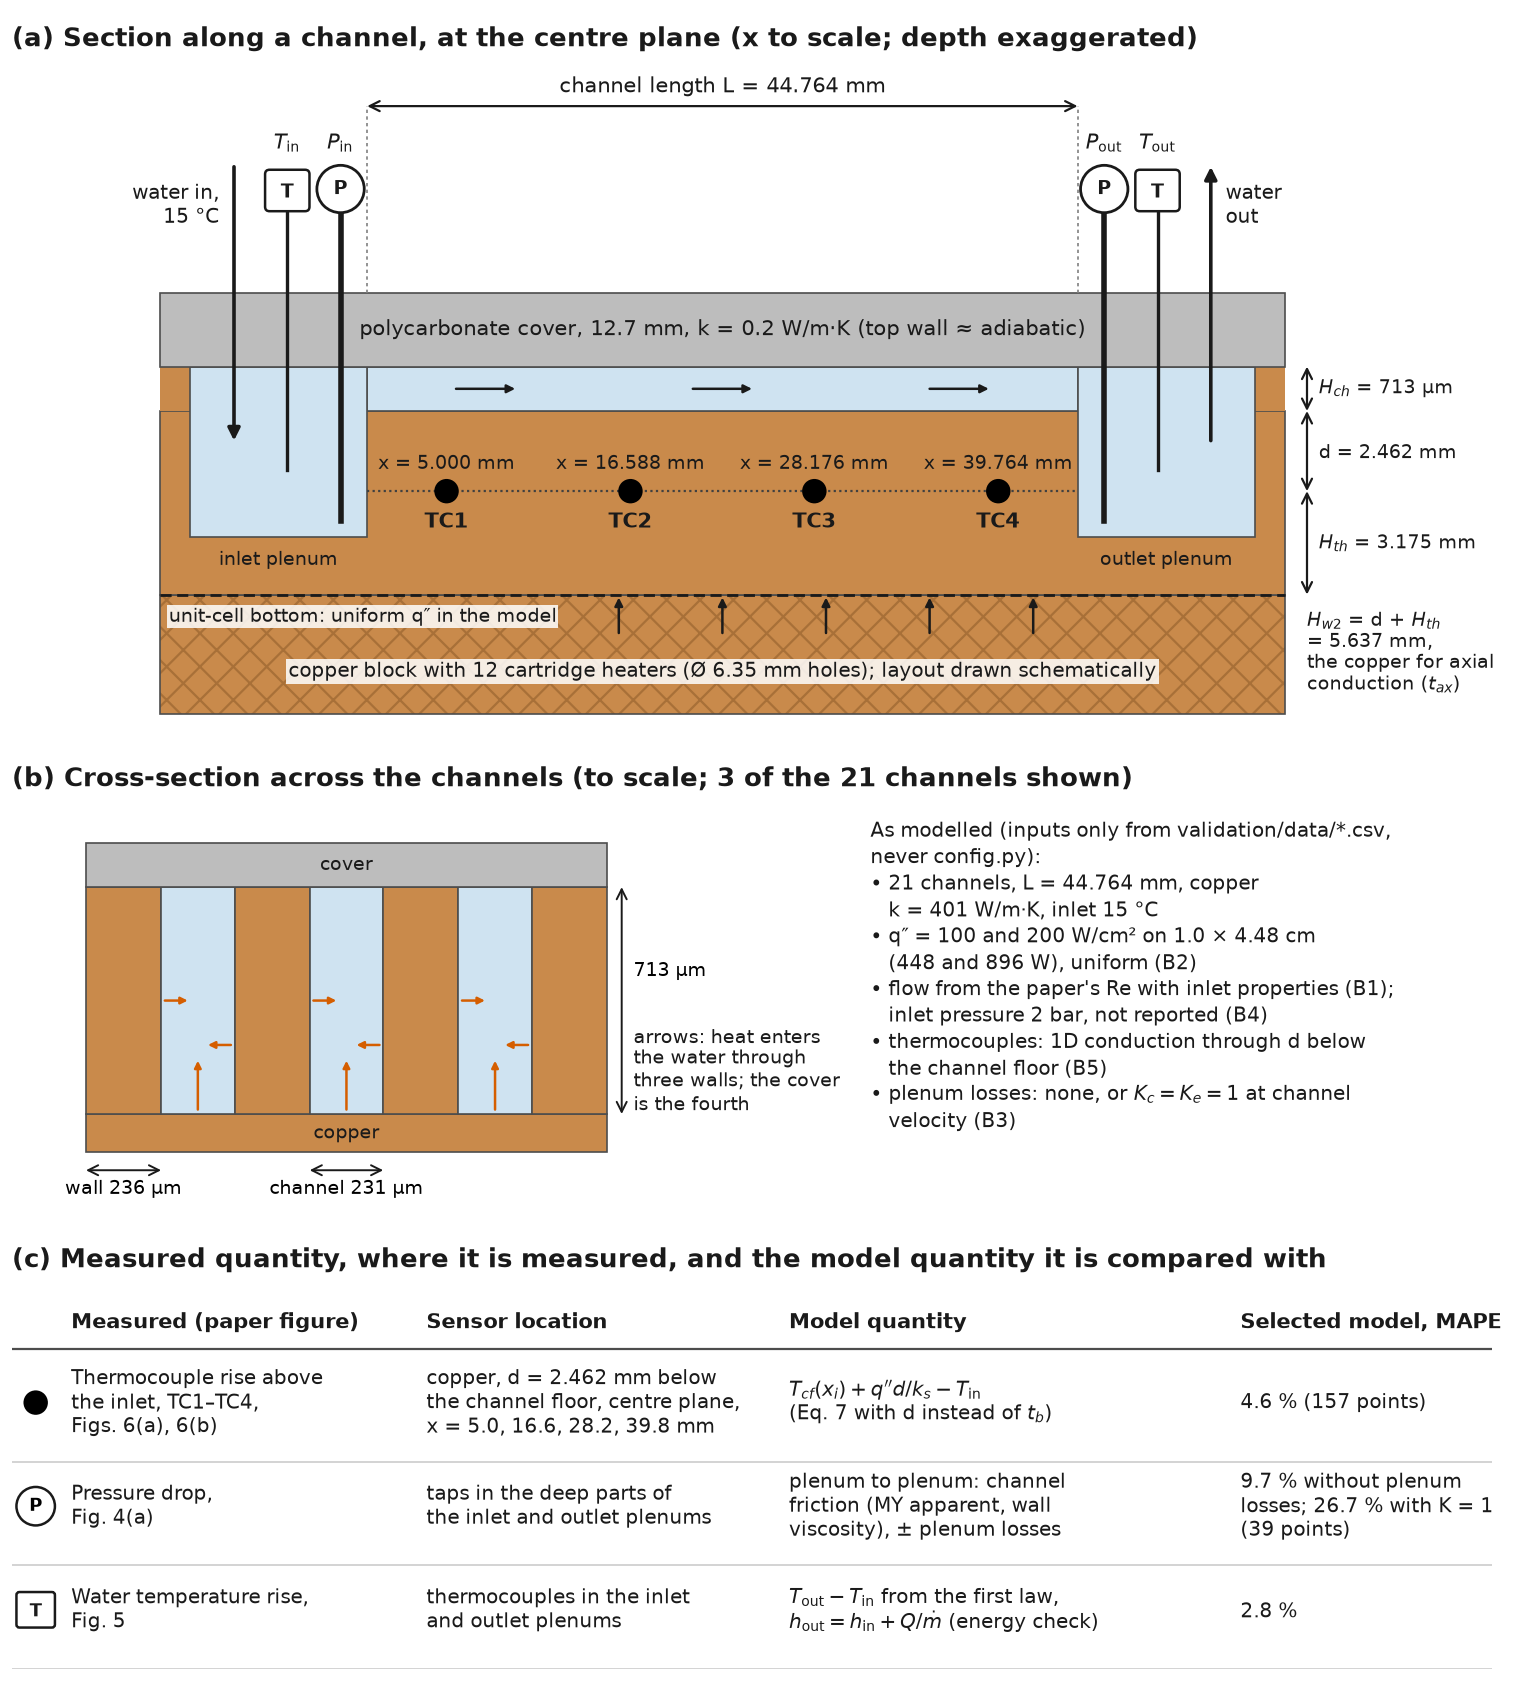 (a) Section along a channel, at the centre plane (x to scale; depth exaggerated)
channel length L = 44.764 mm
T_in
P_in
P_out
T_out
water in,
15 °C
T
P
P
T
water
out
polycarbonate cover, 12.7 mm, k = 0.2 W/m·K (top wall ≈ adiabatic)
H_ch = 713 µm
x = 5.000 mm
x = 16.588 mm
x = 28.176 mm
x = 39.764 mm
d = 2.462 mm
TC1
TC2
TC3
TC4
H_th = 3.175 mm
inlet plenum
outlet plenum
unit-cell bottom: uniform q″ in the model
copper block with 12 cartridge heaters (Ø 6.35 mm holes); layout drawn schematically
H_w2 = d + H_th
= 5.637 mm,
the copper for axial
conduction (t_ax)
(b) Cross-section across the channels (to scale; 3 of the 21 channels shown)
cover
713 µm
arrows: heat enters
the water through
three walls; the cover
is the fourth
copper
wall 236 µm
channel 231 µm
As modelled (inputs only from validation/data/*.csv,
never config.py):
• 21 channels, L = 44.764 mm, copper
k = 401 W/m·K, inlet 15 °C
• q″ = 100 and 200 W/cm² on 1.0 × 4.48 cm
(448 and 896 W), uniform (B2)
• flow from the paper's Re with inlet properties (B1);
inlet pressure 2 bar, not reported (B4)
• thermocouples: 1D conduction through d below
the channel floor (B5)
• plenum losses: none, or K_c = K_e = 1 at channel
velocity (B3)
(c) Measured quantity, where it is measured, and the model quantity it is compared with
Measured (paper figure)
Sensor location
Model quantity
Selected model, MAPE
Thermocouple rise above
the inlet, TC1–TC4,
Figs. 6(a), 6(b)
copper, d = 2.462 mm below
the channel floor, centre plane,
x = 5.0, 16.6, 28.2, 39.8 mm
T_cf(x_i) + q″d/k_s − T_in
(Eq. 7 with d instead of t_b)
4.6 % (157 points)
P
Pressure drop,
Fig. 4(a)
taps in the deep parts of
the inlet and outlet plenums
plenum to plenum: channel
friction (MY apparent, wall
viscosity), ± plenum losses
9.7 % without plenum
losses; 26.7 % with K = 1
(39 points)
T
Water temperature rise,
Fig. 5
thermocouples in the inlet
and outlet plenums
T_out − T_in from the first law,
h_out = h_in + Q/ṁ (energy check)
2.8 %